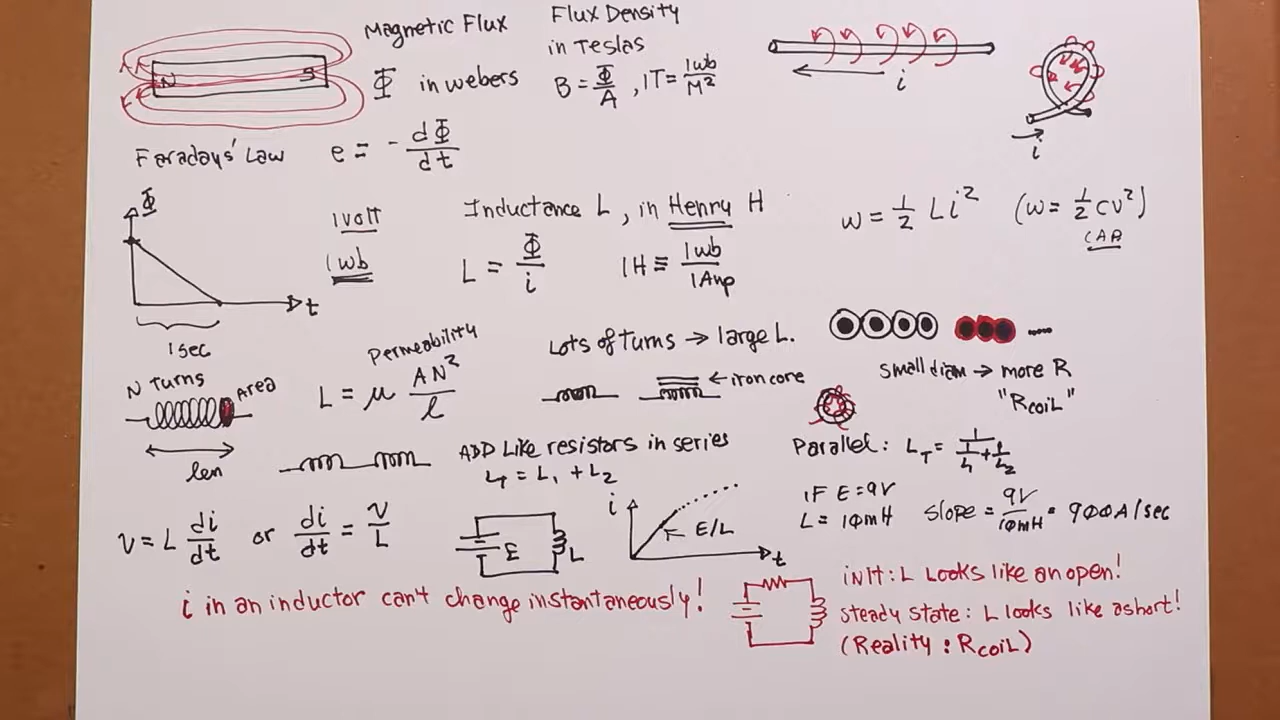 Magnetic Flux
Φ in webers
Flux Density
in Teslas
B = Φ/A , 1T = 1wb/M²
N S
i
i
Faradays' Law e = - dΦ/dt
Φ
t
1sec
1volt
1wb
Inductance L, in Henry H
L = Φ/i 1H ≡ 1wb/1Amp
w = 1/2 Li² (w = 1/2 CV²)
CAP
N Turns
Area
len
Permeability
L = μ AN²/l
Lots of Turns → large L.
← iron core
.....
Small diam → more R
"Rcoil"
ADD Like resistors in series
LT = L1 + L2
Parallel: LT = 1/(1/L1 + 1/L2)
v = L di/dt or di/dt = v/L
E L
i
E/L
t
IF E = 9V
L = 10mH
Slope = 9V/10mH = 900A/sec
i in an inductor can't change instantaneously!
init: L Looks like an open!
steady state: L looks like a short!
(Reality: RcoiL)